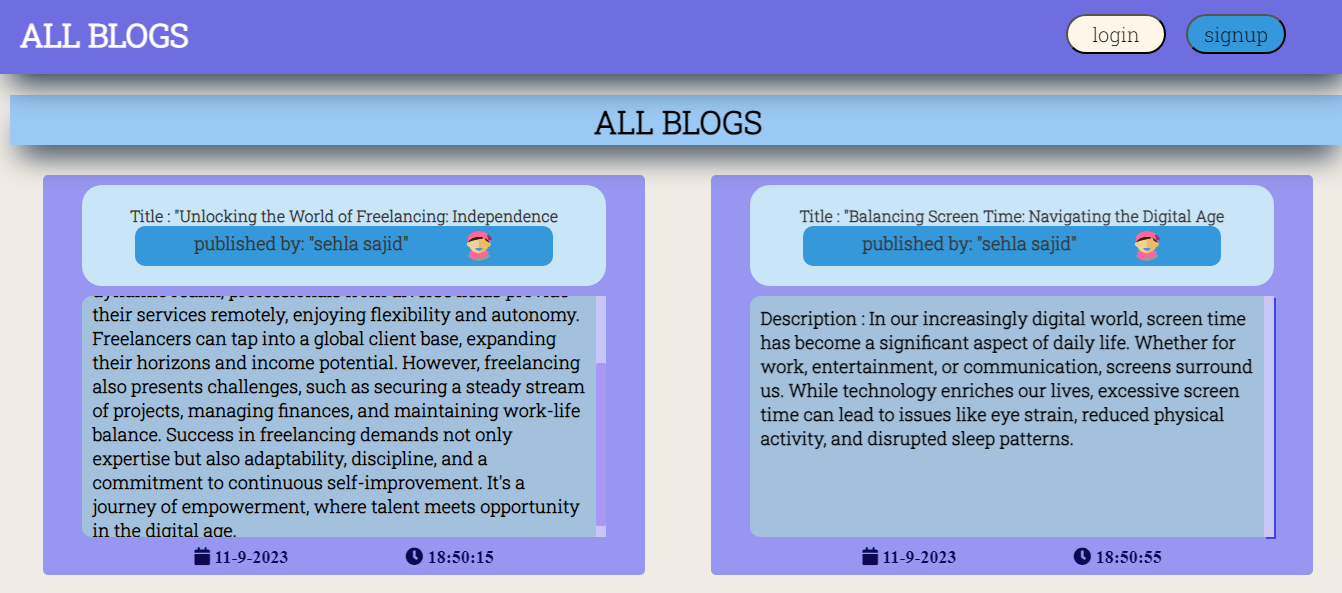 ALL BLOGS
login
signup
ALL BLOGS
Title : "Unlocking the World of Freelancing: Independence
published by: "sehla sajid"
dynamic realm, professionals from diverse fields provide
their services remotely, enjoying flexibility and autonomy.
Freelancers can tap into a global client base, expanding
their horizons and income potential. However, freelancing
also presents challenges, such as securing a steady stream
of projects, managing finances, and maintaining work-life
balance. Success in freelancing demands not only
expertise but also adaptability, discipline, and a
commitment to continuous self-improvement. It's a
journey of empowerment, where talent meets opportunity
in the digital age.
11-9-2023
18:50:15
Title : "Balancing Screen Time: Navigating the Digital Age
published by: "sehla sajid"
Description : In our increasingly digital world, screen time
has become a significant aspect of daily life. Whether for
work, entertainment, or communication, screens surround
us. While technology enriches our lives, excessive screen
time can lead to issues like eye strain, reduced physical
activity, and disrupted sleep patterns.
11-9-2023
18:50:55